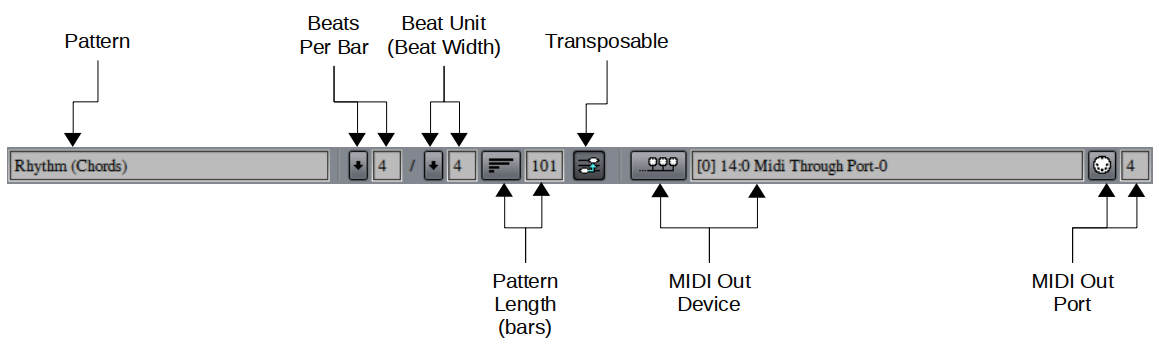 Beats
Beat Unit
Pattern
Per Bar
(Beat Width)
Transposable
Rhythm (Chords)
4
/
4
101
[0] 14:0 Midi Through Port-0
4
Pattern
Length
(bars)
MIDI Out
Device
MIDI Out
Port